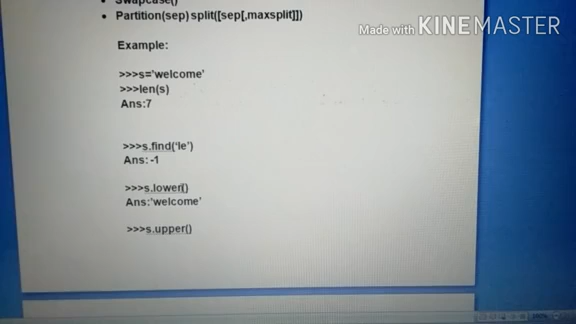 Swapcase()
Made with KINEMASTER
Partition(sep) split([sep[,maxsplit]])
Example:
>>>s='welcome'
>>>len(s)
Ans:7
>>>s.find('le')
Ans: -1
>>>s.lower()
Ans:'welcome'
>>>s.upper()